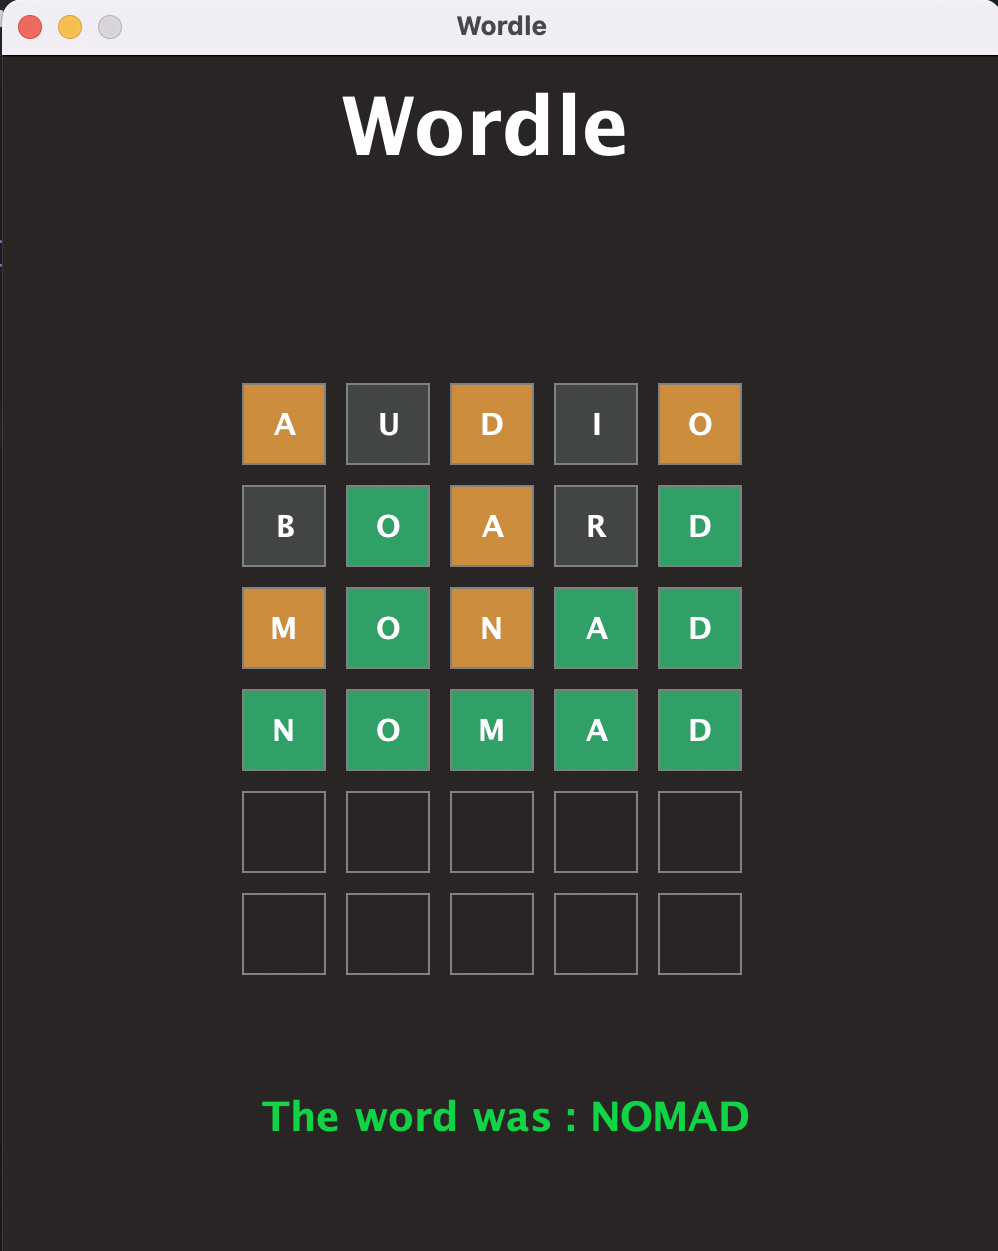 Wordle
Wordle
A U D I O
B O A R D
M O N A D
N O M A D
The word was : NOMAD